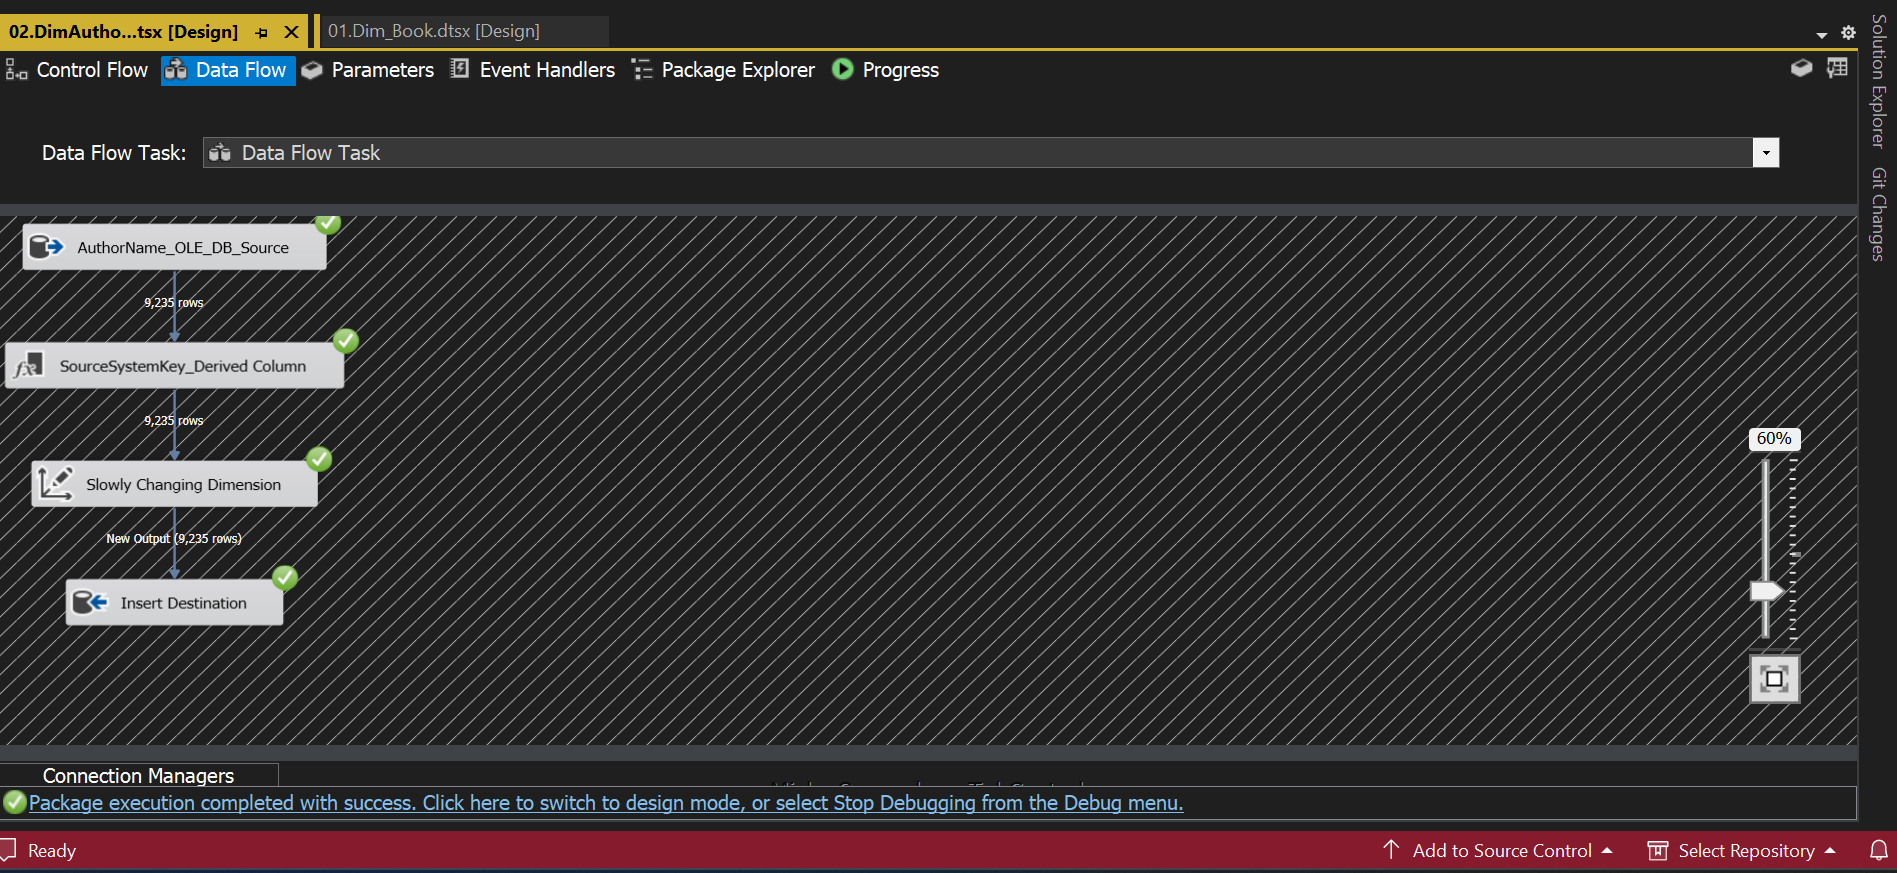 02.DimAutho...tsx [Design]
01.Dim_Book.dtsx [Design]
Control Flow
Data Flow
Parameters
Event Handlers
Package Explorer
Progress
Solution Explorer
Git Changes
Data Flow Task:
Data Flow Task
AuthorName_OLE_DB_Source
9,235 rows
SourceSystemKey_Derived Column
9,235 rows
Slowly Changing Dimension
New Output (9,235 rows)
Insert Destination
60%
Connection Managers
Package execution completed with success. Click here to switch to design mode, or select Stop Debugging from the Debug menu.
Ready
Add to Source Control
Select Repository